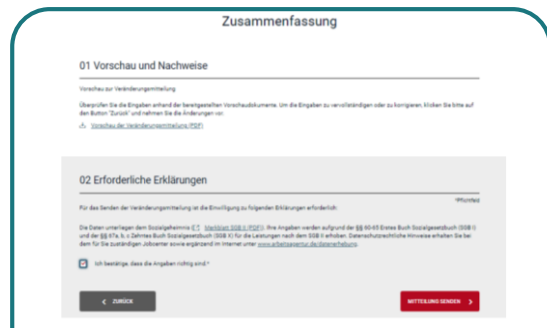 Zusammenfassung
01 Vorschau und Nachweise
Vorschau zur Veränderungsmitteilung
Überprüfen Sie die Eingaben anhand der bereitgestellten Vorschaudokumente. Um die Eingaben zu vervollständigen oder zu korrigieren, klicken Sie bitte auf
den Button "Zurück" und nehmen Sie die Änderungen vor.
Vorschau der Veränderungsmitteilung (PDF)
02 Erforderliche Erklärungen
*Pflichtfeld
Für das Senden der Veränderungsmitteilung ist die Einwilligung zu folgenden Erklärungen erforderlich:
Die Daten unterliegen dem Sozialgeheimnis (Merkblatt SGB II (PDF)). Ihre Angaben werden aufgrund der §§ 60-65 Erstes Buch Sozialgesetzbuch (SGB I)
und der §§ 67a, b, c Zehntes Buch Sozialgesetzbuch (SGB X) für die Leistungen nach dem SGB II erhoben. Datenschutzrechtliche Hinweise erhalten Sie bei
dem für Sie zuständigen Jobcenter sowie ergänzend im Internet unter www.arbeitsagentur.de/datenerhebung.
Ich bestätige, dass die Angaben richtig sind.*
ZURÜCK
MITTEILUNG SENDEN